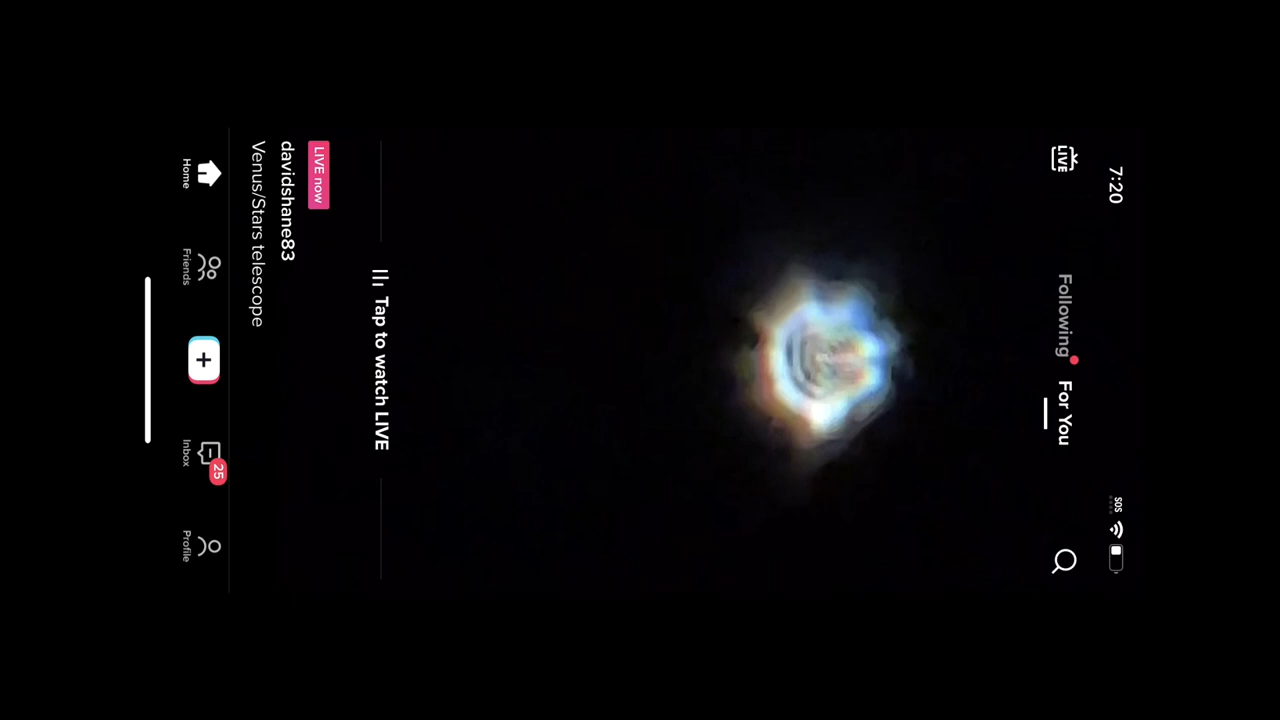 7:20
SOS
LIVE
Following
For You
Tap to watch LIVE
LIVE now
davidshane83
Venus/Stars telescope
Home
Friends
Inbox
25
Profile